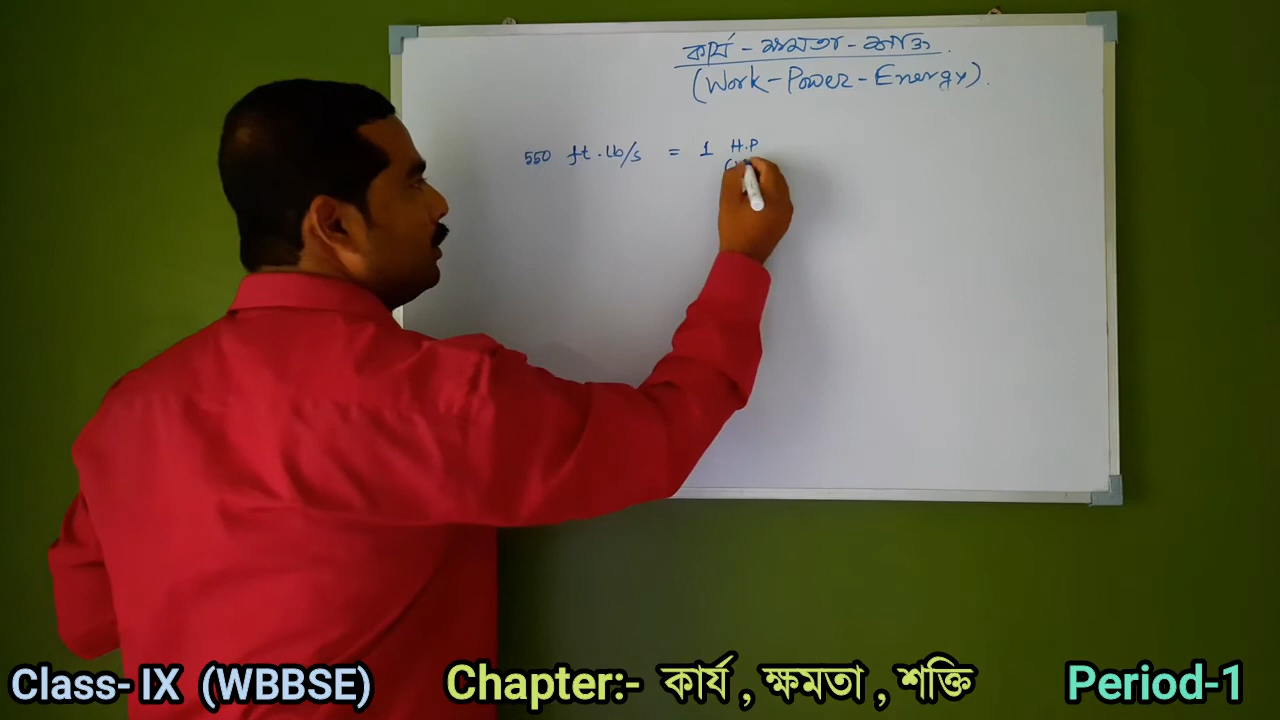 কার্য - ক্ষমতা - শক্তি.
(Work - Power - Energy).
550 ft.lb/s = 1 H.P
Class- IX (WBBSE) Chapter:- কার্য , ক্ষমতা , শক্তি Period-1